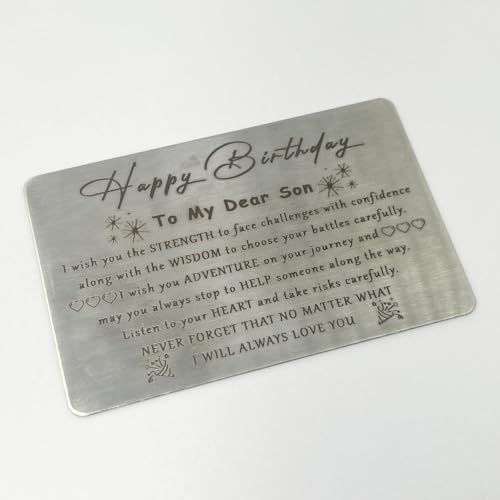 Happy Birthday
To My Dear Son
I wish you the STRENGTH to face challenges with confidence
along with the WISDOM to choose your battles carefully.
♡♡♡I wish you ADVENTURE on your journey and♡♡♡
may you always stop to HELP someone along the way.
Listen to your HEART and take risks carefully.
NEVER FORGET THAT NO MATTER WHAT
I WILL ALWAYS LOVE YOU